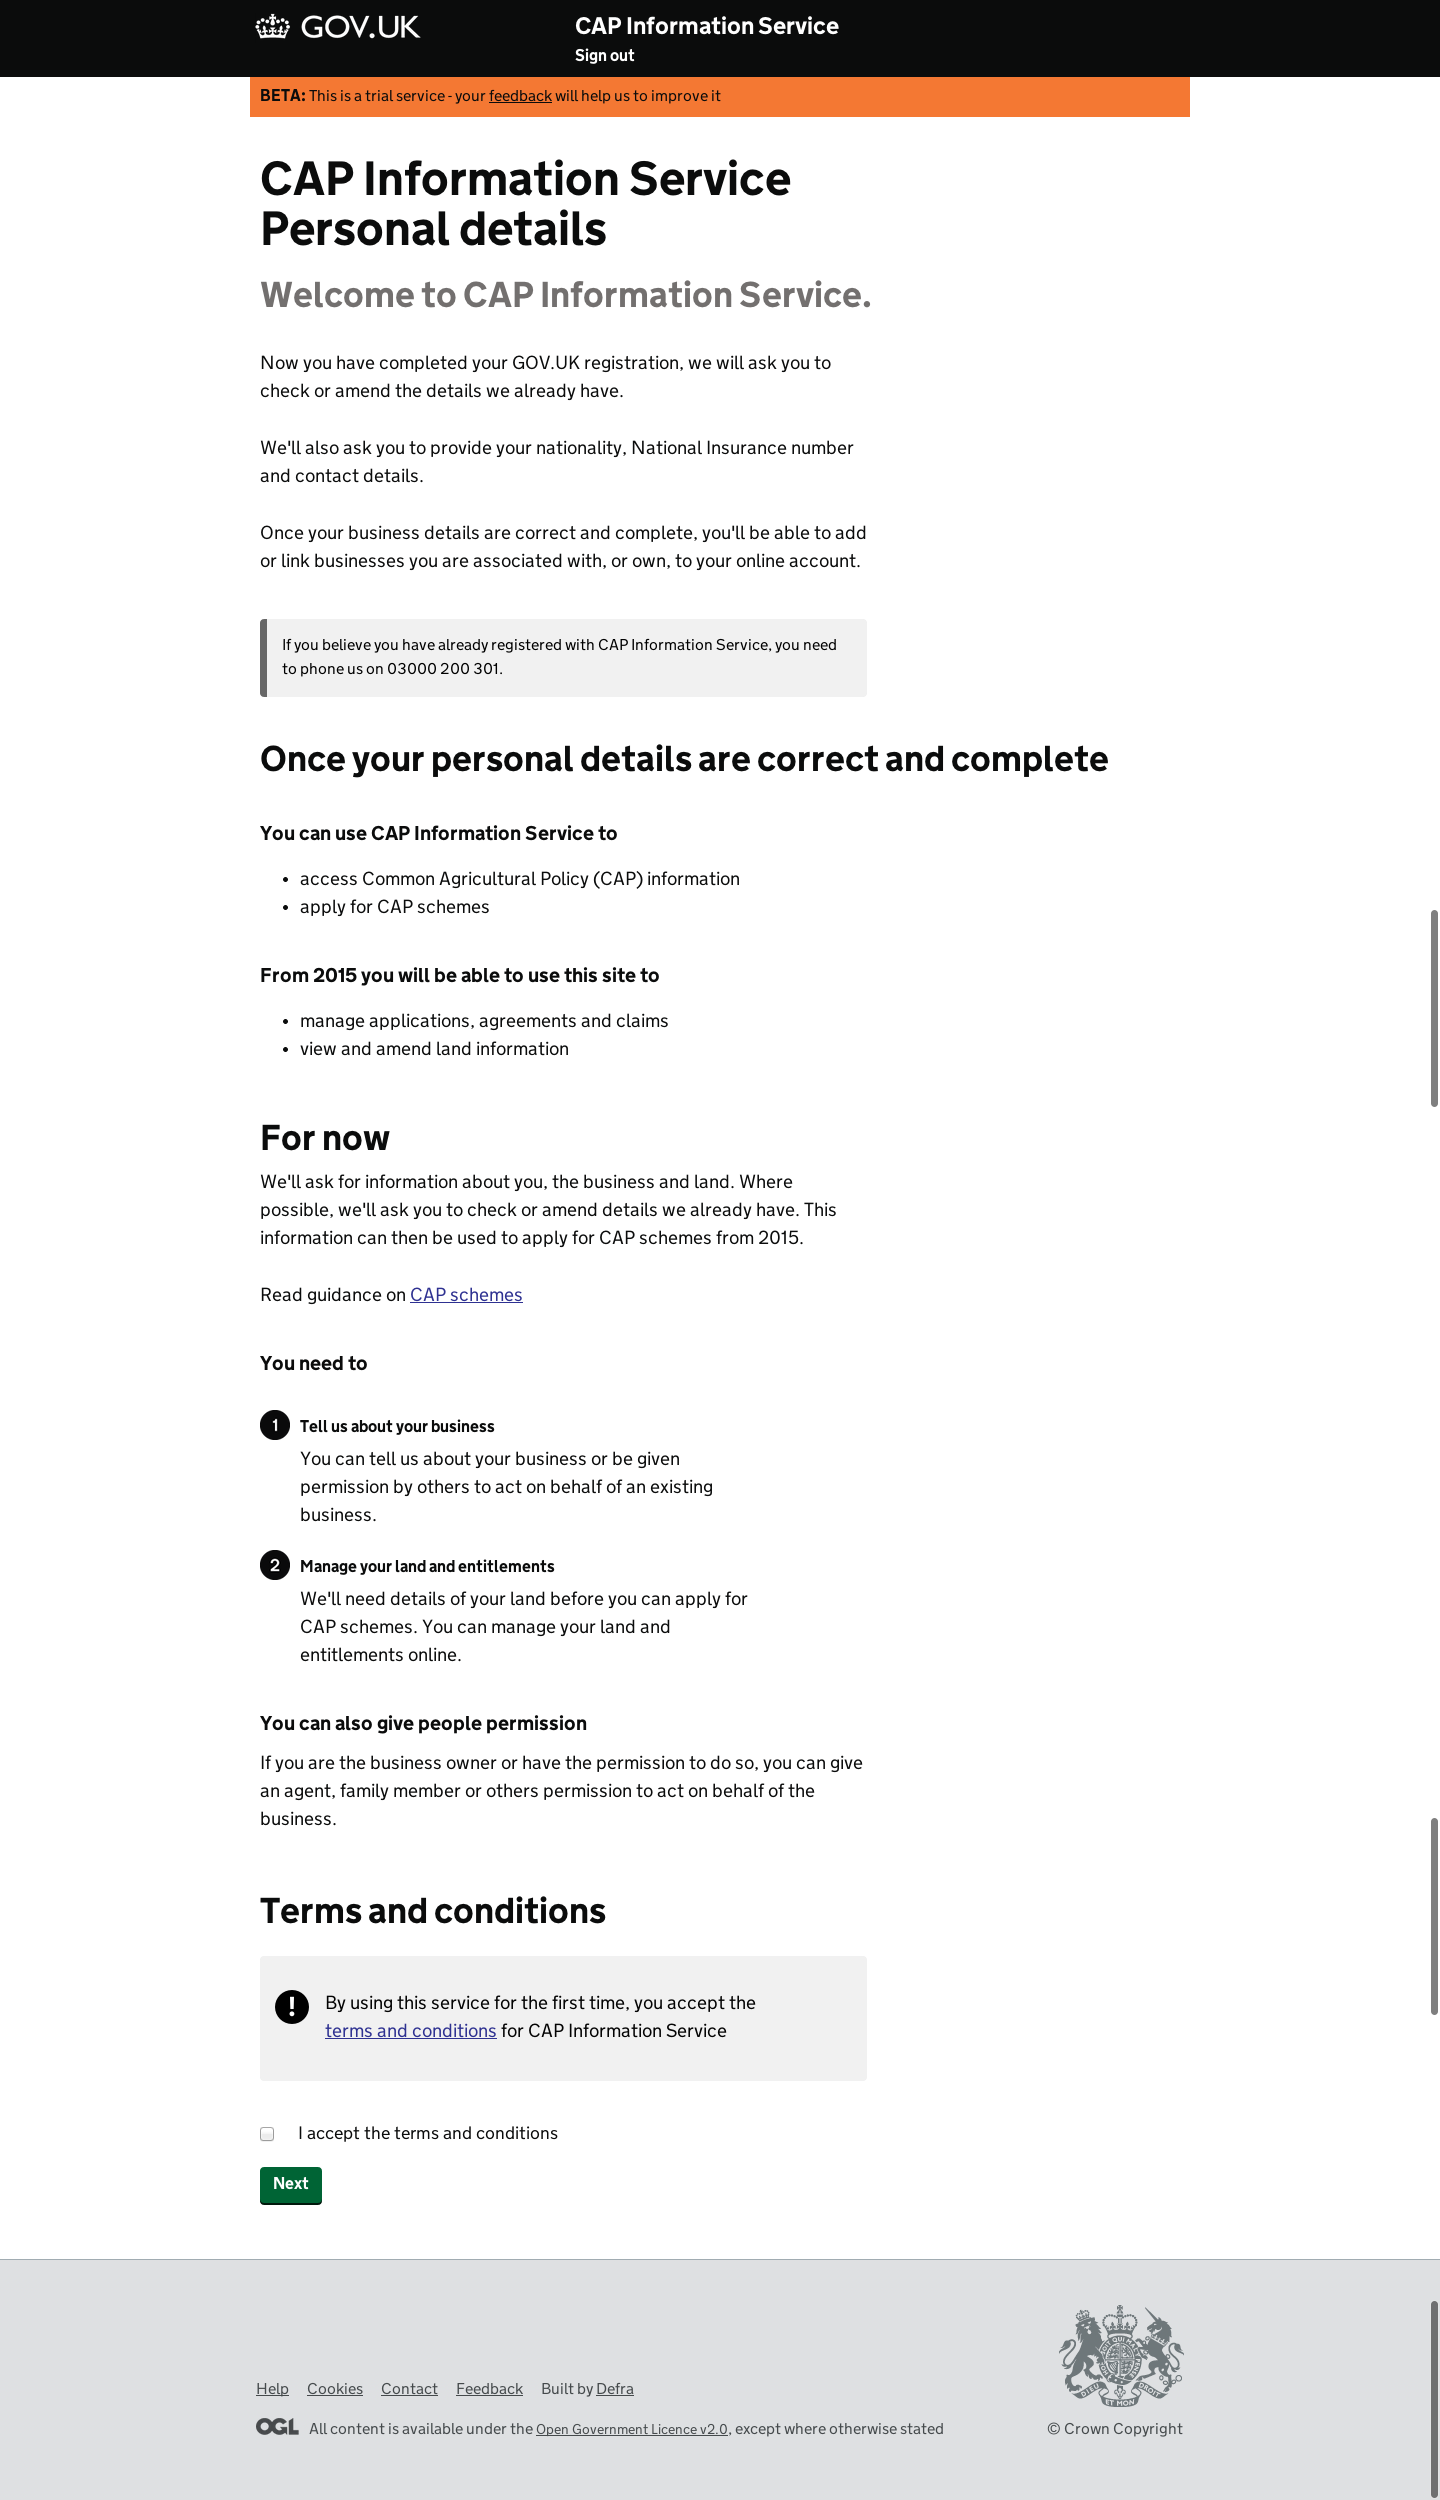 GOV.UK
CAP Information Service
Sign out
BETA: This is a trial service - your feedback will help us to improve it
CAP Information Service
Personal details
Welcome to CAP Information Service.
Now you have completed your GOV.UK registration, we will ask you to
check or amend the details we already have.
We'll also ask you to provide your nationality, National Insurance number
and contact details.
Once your business details are correct and complete, you'll be able to add
or link businesses you are associated with, or own, to your online account.
If you believe you have already registered with CAP Information Service, you need
to phone us on 03000 200 301.
Once your personal details are correct and complete
You can use CAP Information Service to
• access Common Agricultural Policy (CAP) information
• apply for CAP schemes
From 2015 you will be able to use this site to
• manage applications, agreements and claims
• view and amend land information
For now
We'll ask for information about you, the business and land. Where
possible, we'll ask you to check or amend details we already have. This
information can then be used to apply for CAP schemes from 2015.
Read guidance on CAP schemes
You need to
1 Tell us about your business
You can tell us about your business or be given
permission by others to act on behalf of an existing
business.
2 Manage your land and entitlements
We'll need details of your land before you can apply for
CAP schemes. You can manage your land and
entitlements online.
You can also give people permission
If you are the business owner or have the permission to do so, you can give
an agent, family member or others permission to act on behalf of the
business.
Terms and conditions
! By using this service for the first time, you accept the
terms and conditions for CAP Information Service
I accept the terms and conditions
Next
Help Cookies Contact Feedback Built by Defra
OGL All content is available under the Open Government Licence v2.0, except where otherwise stated
DIEU ET MON DROIT
© Crown Copyright